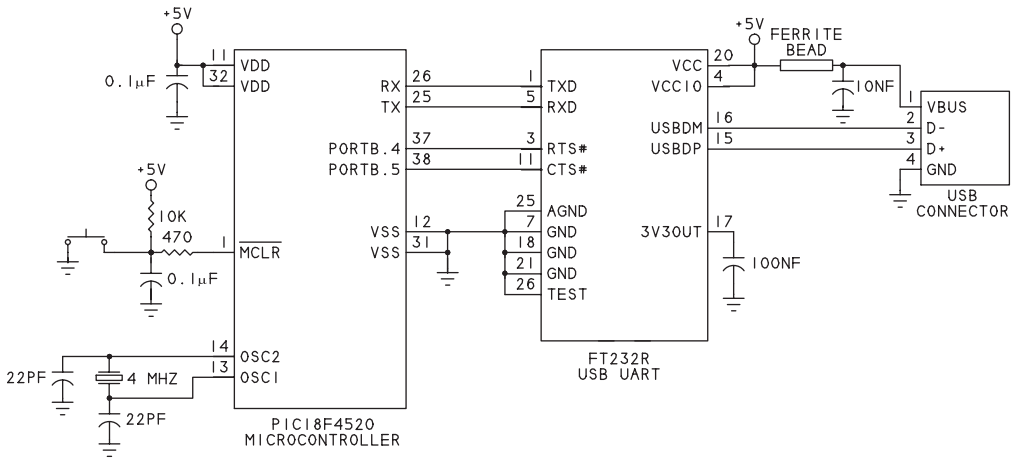 +5V
0.1µF
11
VDD
32
VDD
+5V
10K
470
1
MCLR
0.1µF
14
OSC2
13
OSC1
22PF
4 MHZ
22PF
26
RX
25
TX
37
PORTB.4
38
PORTB.5
12
VSS
31
VSS
PIC18F4520
MICROCONTROLLER
1
TXD
5
RXD
3
RTS#
11
CTS#
25
AGND
7
GND
18
GND
21
GND
26
TEST
FT232R
USB UART
20
VCC
4
VCCIO
16
USBDM
15
USBDP
17
3V3OUT
100NF
+5V
FERRITE
BEAD
10NF
1
VBUS
2
D-
3
D+
4
GND
USB
CONNECTOR